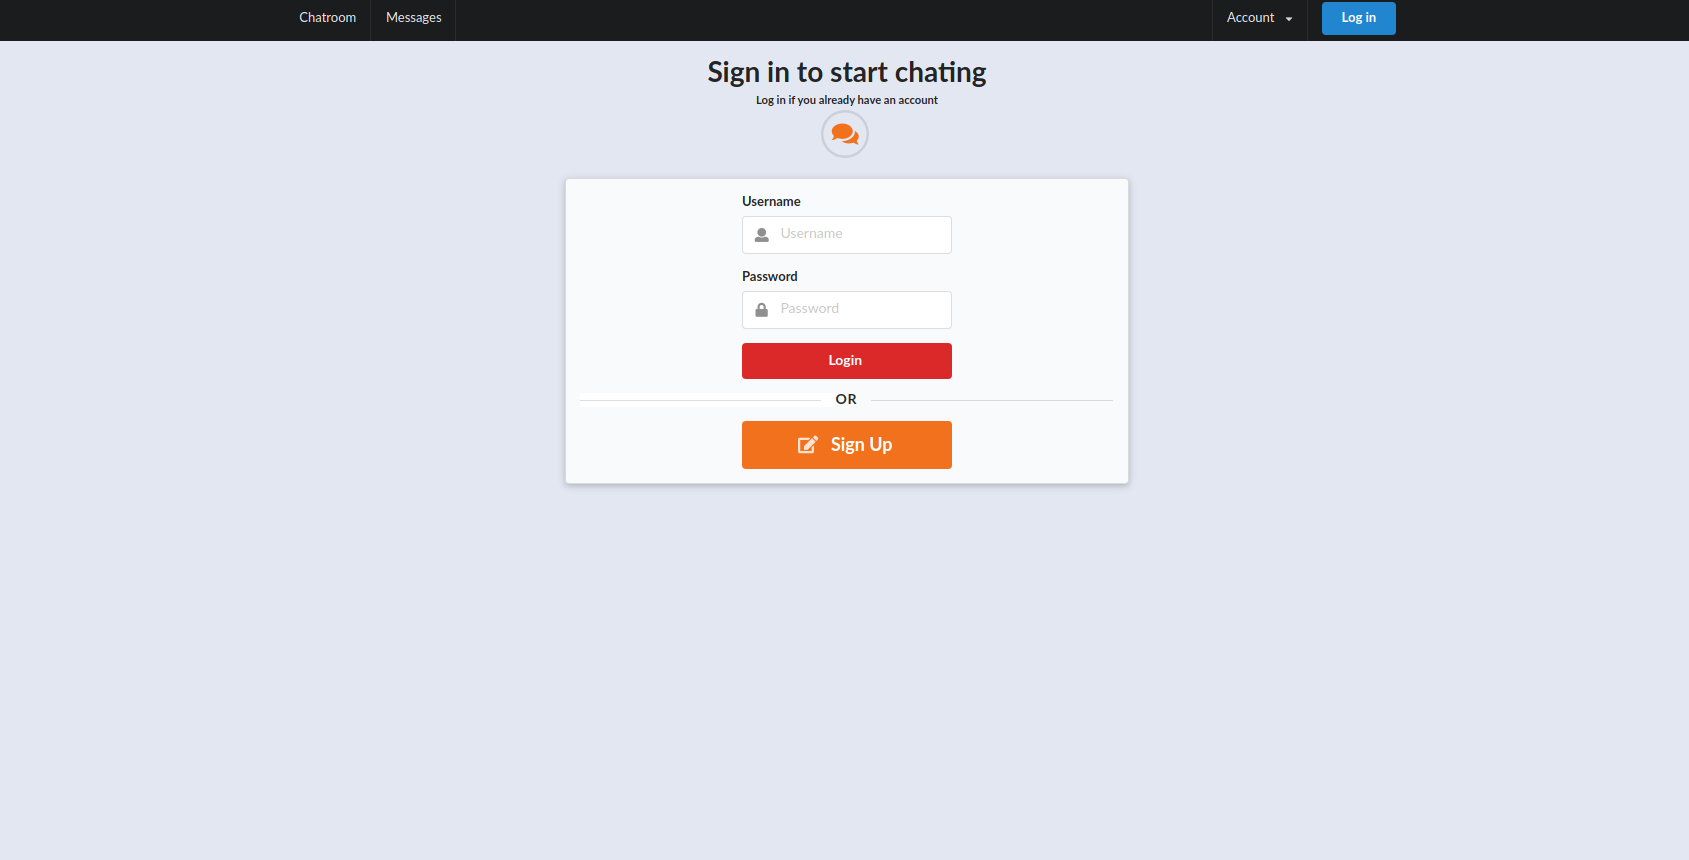 Chatroom Messages Account Log in
Sign in to start chating
Log in if you already have an account
Username
Username
Password
Password
Login
OR
Sign Up